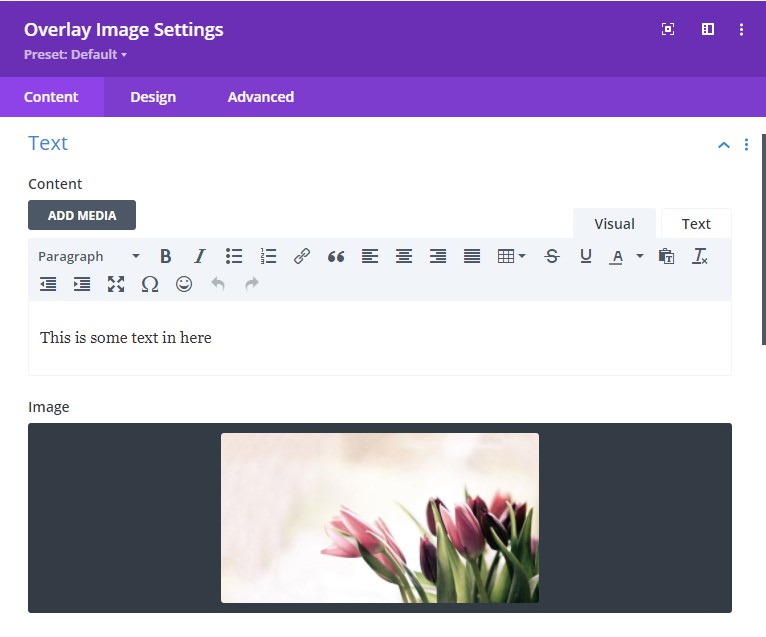 Overlay Image Settings
Preset: Default
Content Design Advanced
Text
Content
ADD MEDIA
Visual Text
Paragraph B I U A
This is some text in here
Image